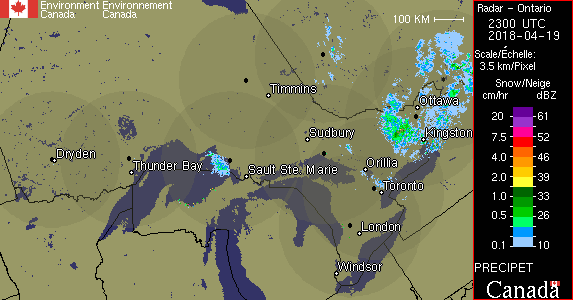 Environment Environnement
Canada Canada
100 KM
Timmins
Ottawa
Sudbury
Kingston
Dryden
Thunder Bay
Sault Ste. Marie
Orillia
Toronto
London
Windsor
Radar - Ontario
2300 UTC
2018-04-19
Scale/Échelle:
3.5 km/Pixel
Snow/Neige
cm/hr dBZ
20 61
7.5 52
4.0 46
2.0 39
1.0 33
0.5 26
0.1 10
PRECIPET
Canada